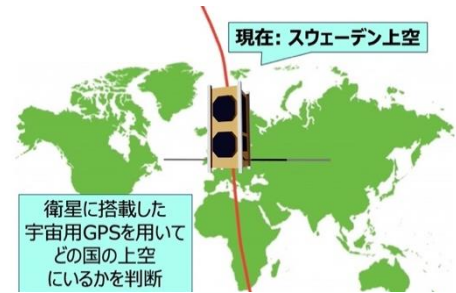 現在: スウェーデン上空
衛星に搭載した
宇宙用GPSを用いて
どの国の上空
にいるかを判断